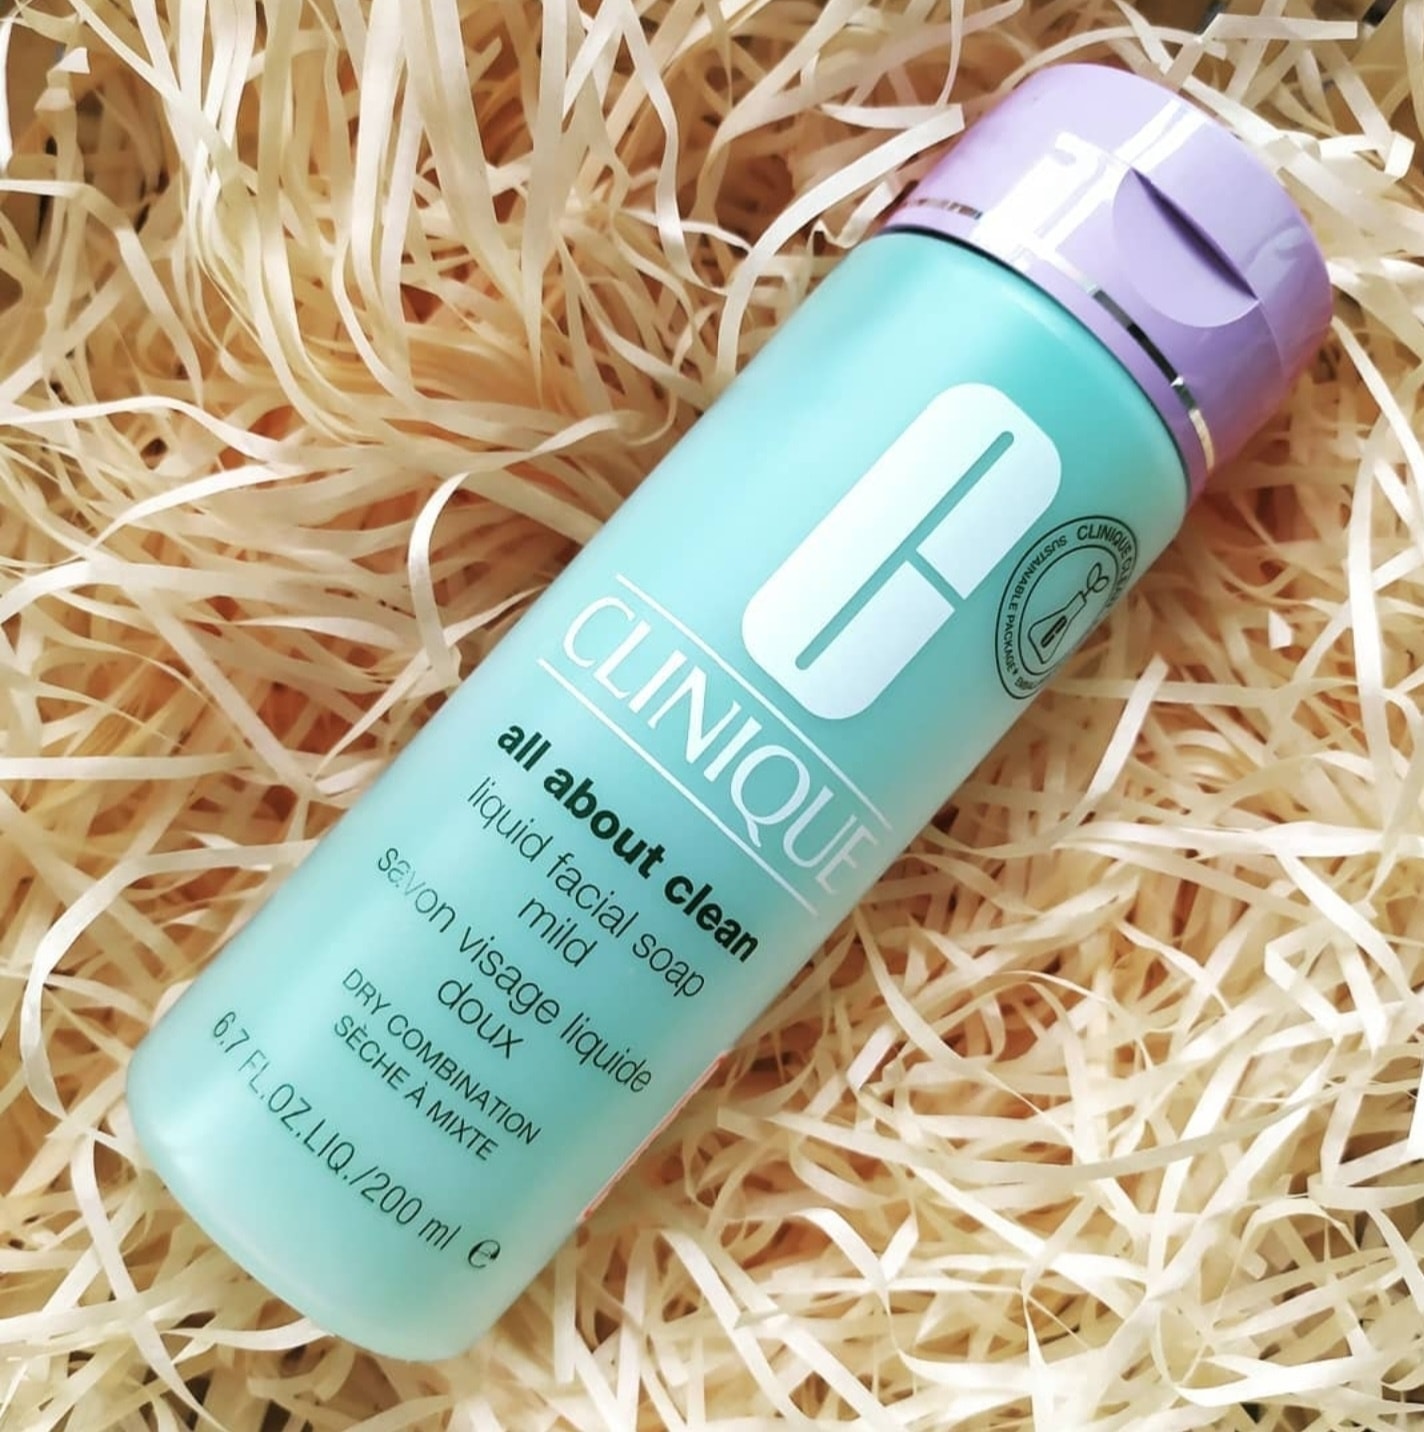 C
CLINIQUE
CLINIQUE CLEAN
SUSTAINABLE PACKAGE
all about clean
liquid facial soap
mild
savon visage liquide
doux
DRY COMBINATION
SÈCHE À MIXTE
6.7 FL.OZ.LIQ./200 ml ℮